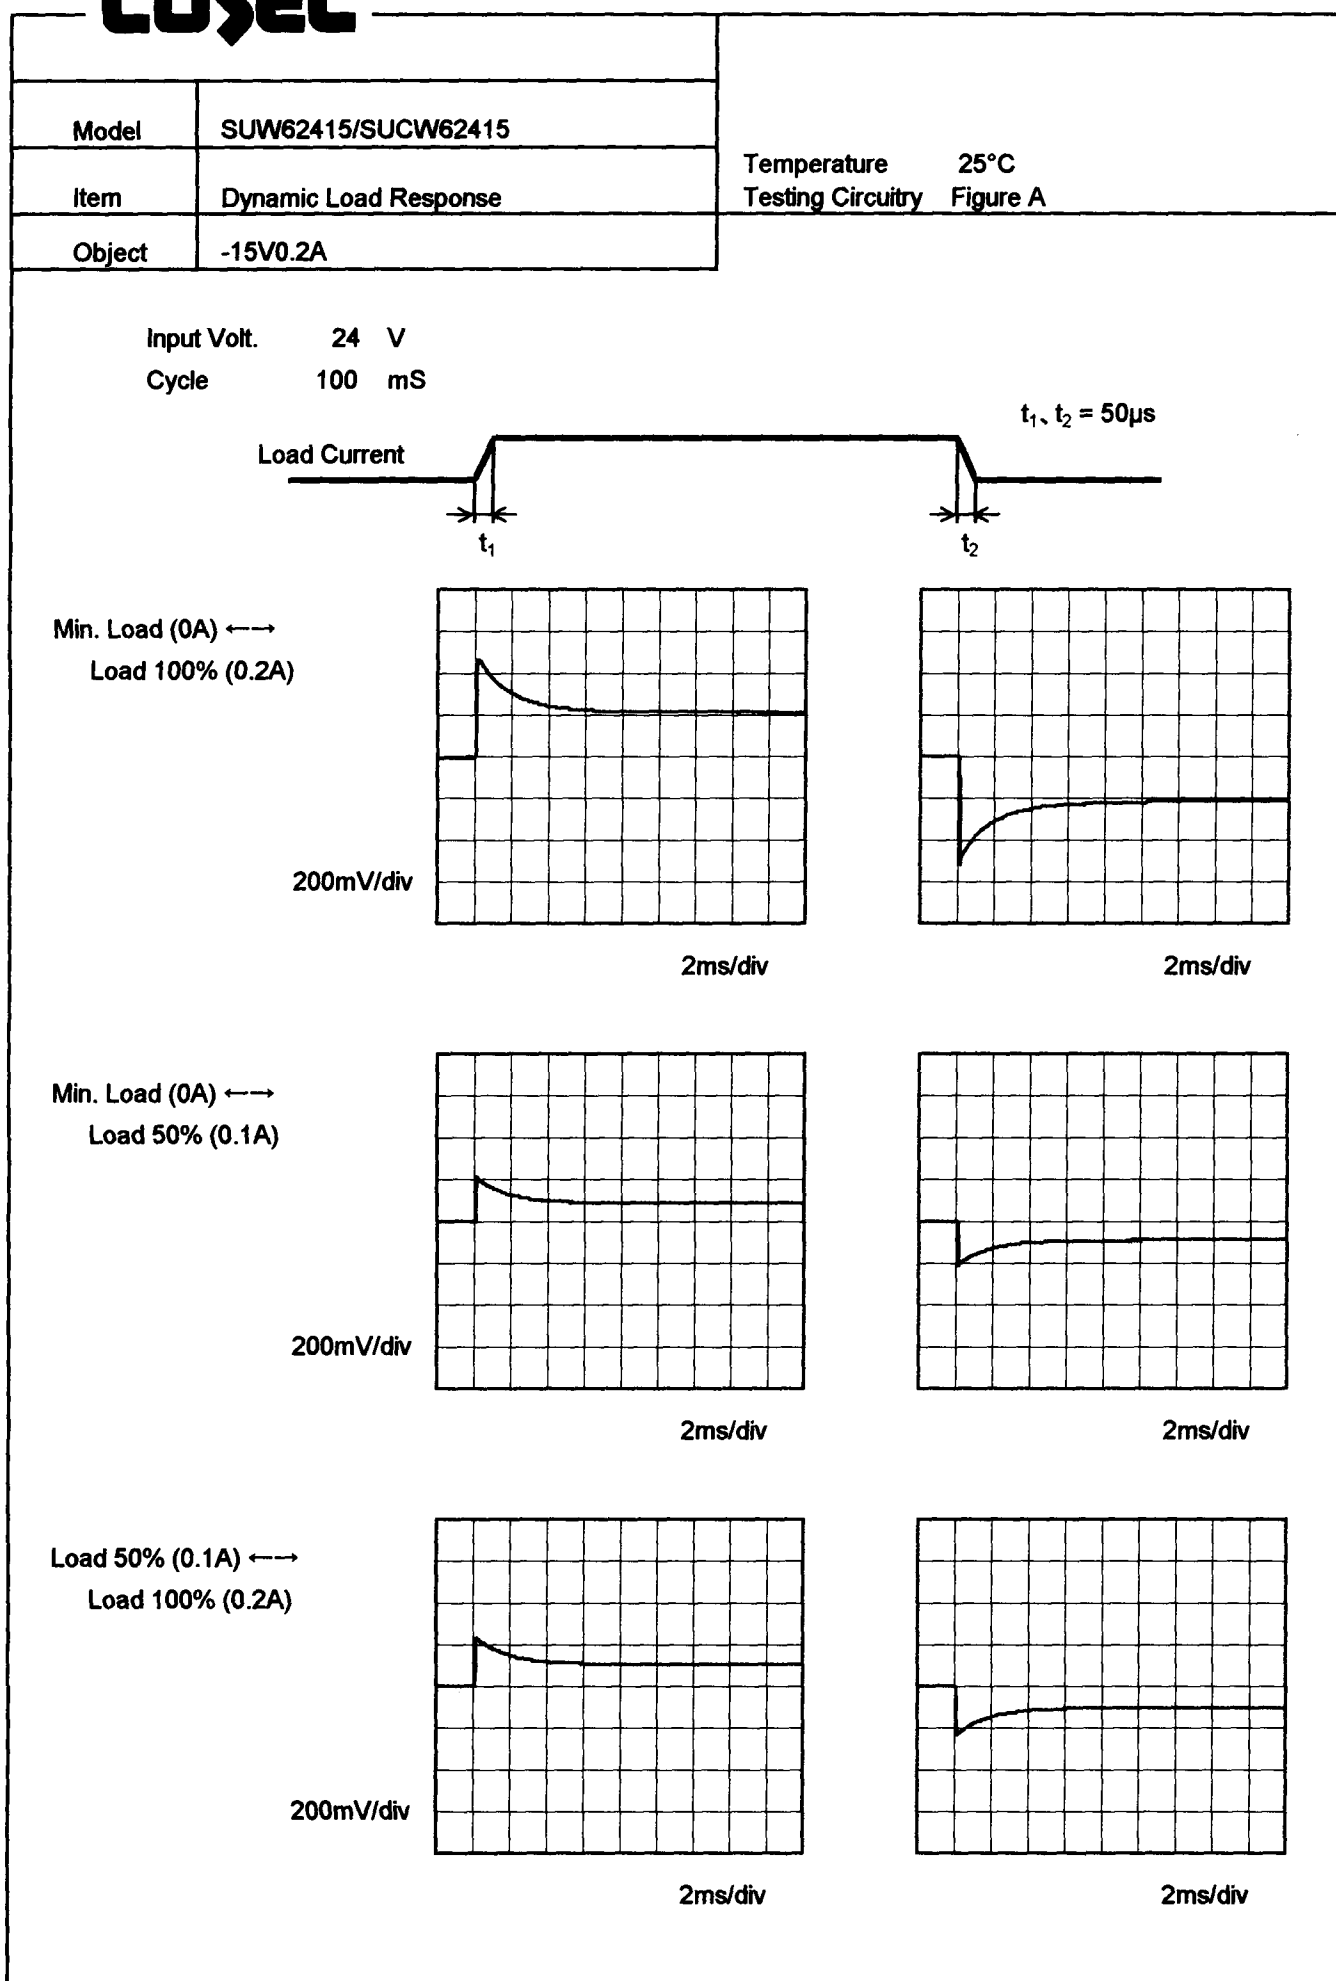 COSEL
Model SUW62415/SUCW62415
Item Dynamic Load Response
Object -15V0.2A
Temperature 25°C
Testing Circuitry Figure A
Input Volt. 24 V
Cycle 100 mS
t₁、t₂ = 50µs
Load Current
t₁ t₂
Min. Load (0A) ←→
Load 100% (0.2A)
200mV/div
2ms/div 2ms/div
Min. Load (0A) ←→
Load 50% (0.1A)
200mV/div
2ms/div 2ms/div
Load 50% (0.1A) ←→
Load 100% (0.2A)
200mV/div
2ms/div 2ms/div